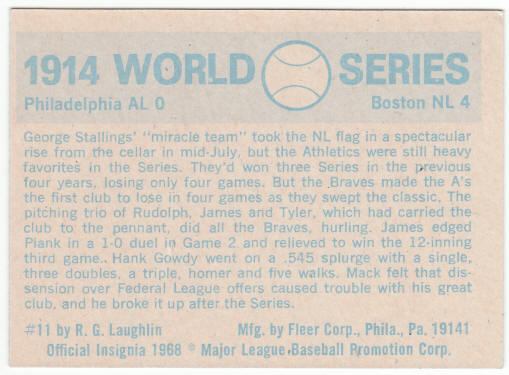 1914 WORLD SERIES
Philadelphia AL 0 Boston NL 4
George Stallings' "miracle team" took the NL flag in a spectacular
rise from the cellar in mid-July, but the Athletics were still heavy
favorites in the Series. They'd won three Series in the previous
four years, losing only four games. But the Braves made the A's
the first club to lose in four games as they swept the classic. The
pitching trio of Rudolph, James and Tyler, which had carried the
club to the pennant, did all the Braves, hurling. James edged
Plank in a 1-0 duel in Game 2 and relieved to win the 12-inning
third game. Hank Gowdy went on a .545 splurge with a single,
three doubles, a triple, homer and five walks. Mack felt that dis-
sension over Federal League offers caused trouble with his great
club, and he broke it up after the Series.
#11 by R. G. Laughlin Mfg. by Fleer Corp., Phila., Pa. 19141
Official Insignia 1968 ® Major League Baseball Promotion Corp.